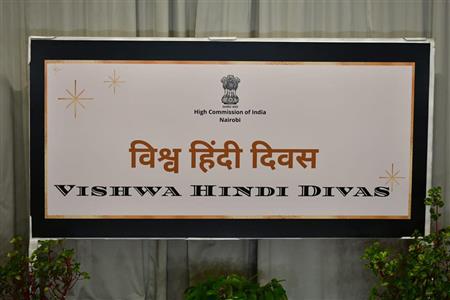 High Commission of India
Nairobi
विश्व हिंदी दिवस
Vishwa Hindi Divas